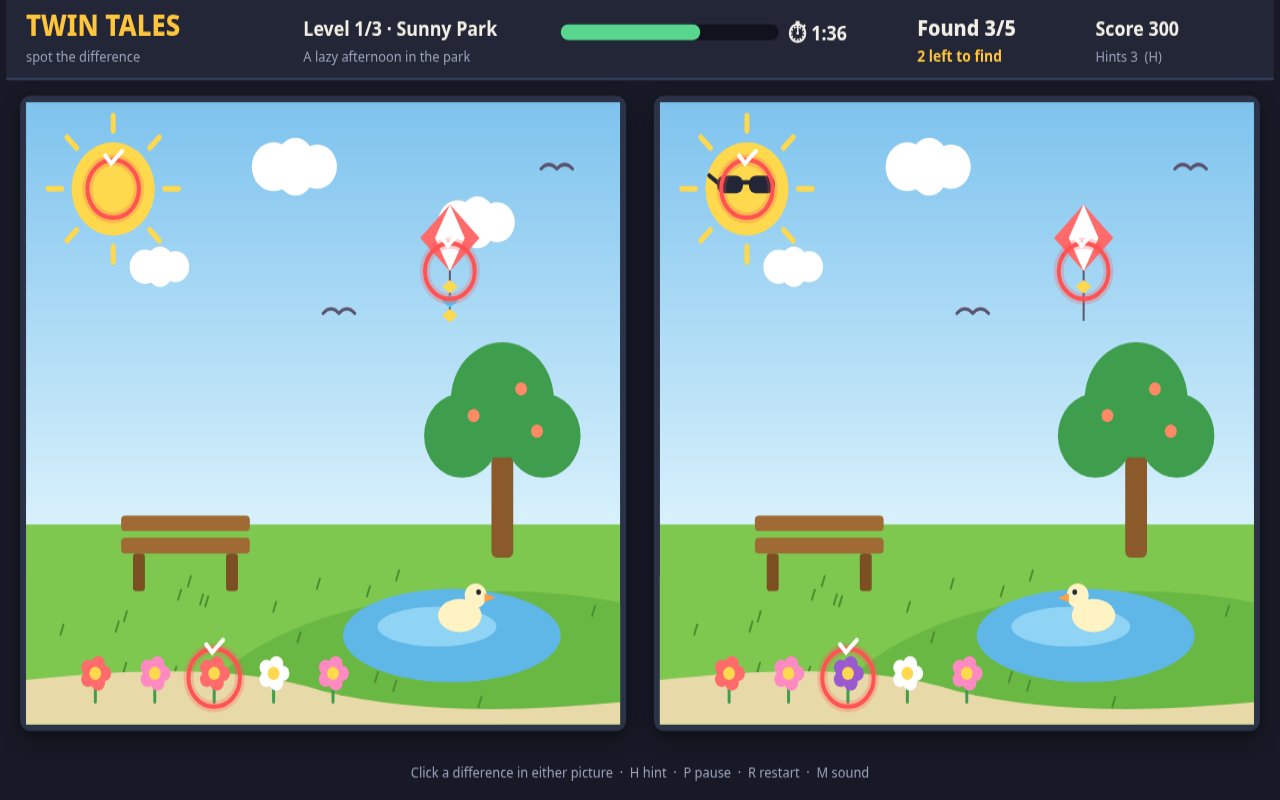 TWIN TALES
spot the difference
Level 1/3 · Sunny Park
A lazy afternoon in the park
1:36
Found 3/5
2 left to find
Score 300
Hints 3 (H)
Click a difference in either picture · H hint · P pause · R restart · M sound